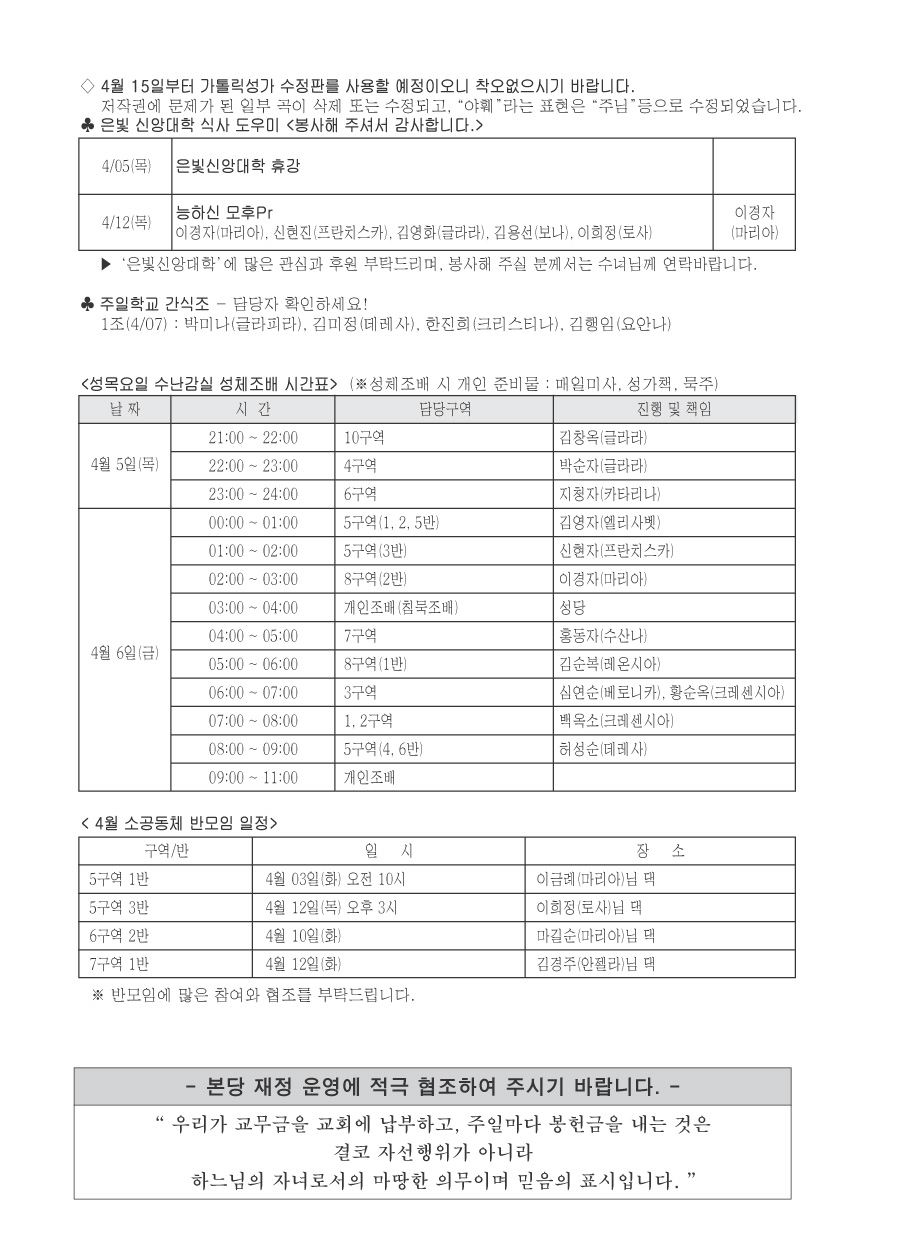 ◇ 4월 15일부터 가톨릭성가 수정판를 사용할 예정이오니 착오없으시기 바랍니다.
저작권에 문제가 된 일부 곡이 삭제 또는 수정되고, “야훼”라는 표현은 “주님”등으로 수정되었습니다.
♣ 은빛 신앙대학 식사 도우미 <봉사해 주셔서 감사합니다.>
4/05(목) 은빛신앙대학 휴강
4/12(목) 능하신 모후Pr 이경자
이경자(마리아), 신현진(프란치스카), 김영화(글라라), 김용선(보나), 이희정(로사) (마리아)
▶ ‘은빛신앙대학’에 많은 관심과 후원 부탁드리며, 봉사해 주실 분께서는 수녀님께 연락바랍니다.
♣ 주일학교 간식조 - 담당자 확인하세요!
1조(4/07) : 박미나(글라피라), 김미정(데레사), 한진희(크리스티나), 김행임(요안나)
<성목요일 수난감실 성체조배 시간표> (※성체조배 시 개인 준비물 : 매일미사, 성가책, 묵주)
날 짜 시 간 담당구역 진행 및 책임
4월 5일(목) 21:00 ~ 22:00 10구역 김창옥(글라라)
22:00 ~ 23:00 4구역 박순자(글라라)
23:00 ~ 24:00 6구역 지청자(카타리나)
4월 6일(금) 00:00 ~ 01:00 5구역(1, 2, 5반) 김영자(엘리사벳)
01:00 ~ 02:00 5구역(3반) 신현자(프란치스카)
02:00 ~ 03:00 8구역(2반) 이경자(마리아)
03:00 ~ 04:00 개인조배(침묵조배) 성당
04:00 ~ 05:00 7구역 홍동자(수산나)
05:00 ~ 06:00 8구역(1반) 김순복(레온시아)
06:00 ~ 07:00 3구역 심연순(베로니카), 황순옥(크레센시아)
07:00 ~ 08:00 1, 2구역 백옥소(크레센시아)
08:00 ~ 09:00 5구역(4, 6반) 허성순(데레사)
09:00 ~ 11:00 개인조배
< 4월 소공동체 반모임 일정>
구역/반 일 시 장 소
5구역 1반 4월 03일(화) 오전 10시 이금례(마리아)님 댁
5구역 3반 4월 12일(목) 오후 3시 이희정(로사)님 댁
6구역 2반 4월 10일(화) 마길순(마리아)님 댁
7구역 1반 4월 12일(화) 김경주(안젤라)님 댁
※ 반모임에 많은 참여와 협조를 부탁드립니다.
- 본당 재정 운영에 적극 협조하여 주시기 바랍니다. -
“ 우리가 교무금을 교회에 납부하고, 주일마다 봉헌금을 내는 것은
결코 자선행위가 아니라
하느님의 자녀로서의 마땅한 의무이며 믿음의 표시입니다. ”